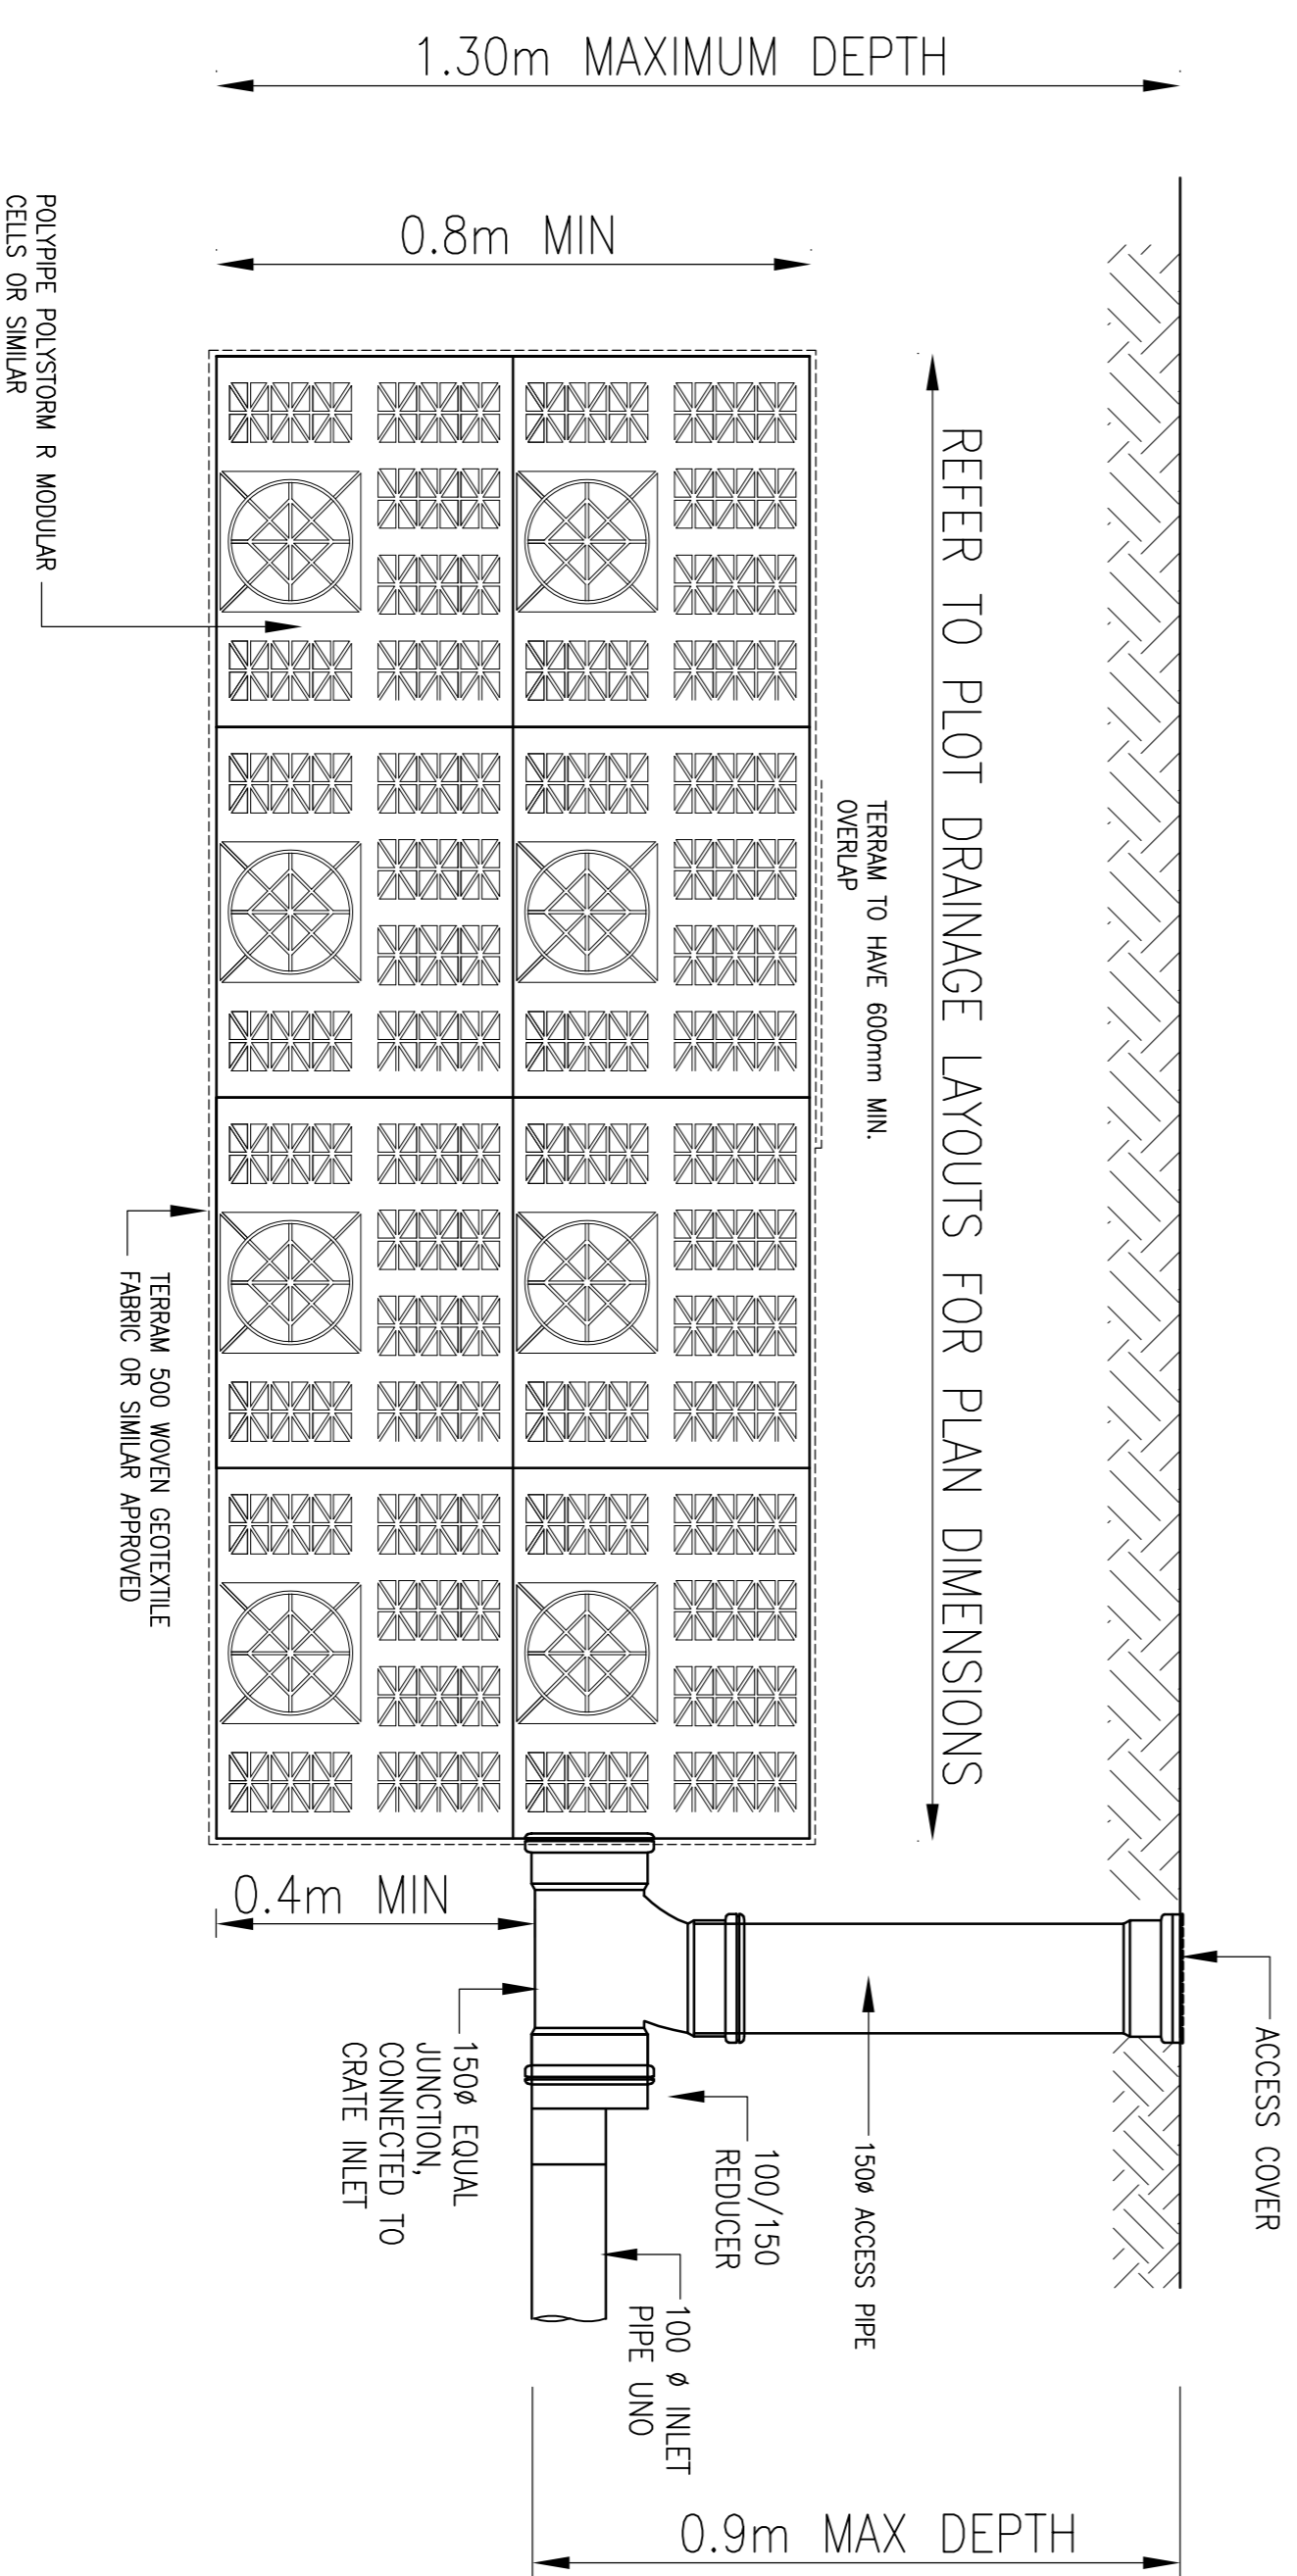 1.30m MAXIMUM DEPTH
0.8m MIN
REFER TO PLOT DRAINAGE LAYOUTS FOR PLAN DIMENSIONS
TERRAM TO HAVE 600mm MIN.
OVERLAP
POLYPIPE POLYSTORM R MODULAR
CELLS OR SIMILAR
TERRAM 500 WOVEN GEOTEXTILE
FABRIC OR SIMILAR APPROVED
0.4m MIN
150ø EQUAL
JUNCTION,
CONNECTED TO
CRATE INLET
ACCESS COVER
150ø ACCESS PIPE
100/150
REDUCER
100 ø INLET
PIPE UNO
0.9m MAX DEPTH